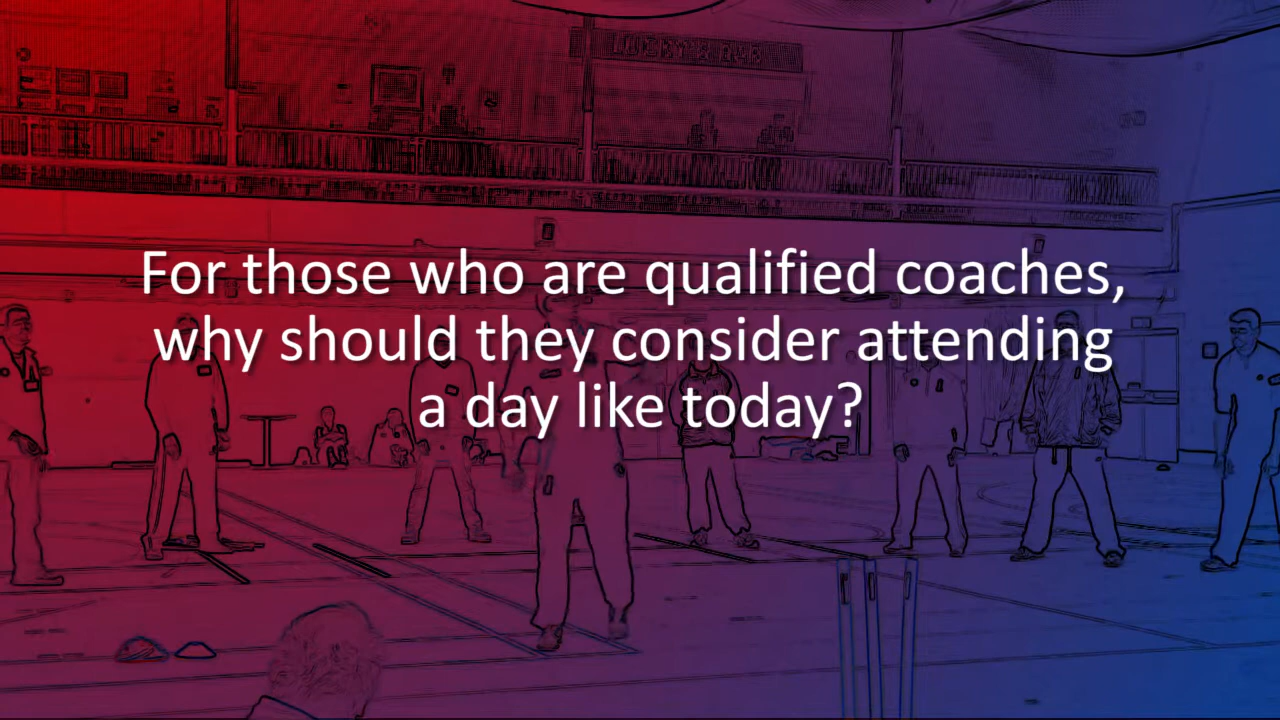 For those who are qualified coaches,
why should they consider attending
a day like today?